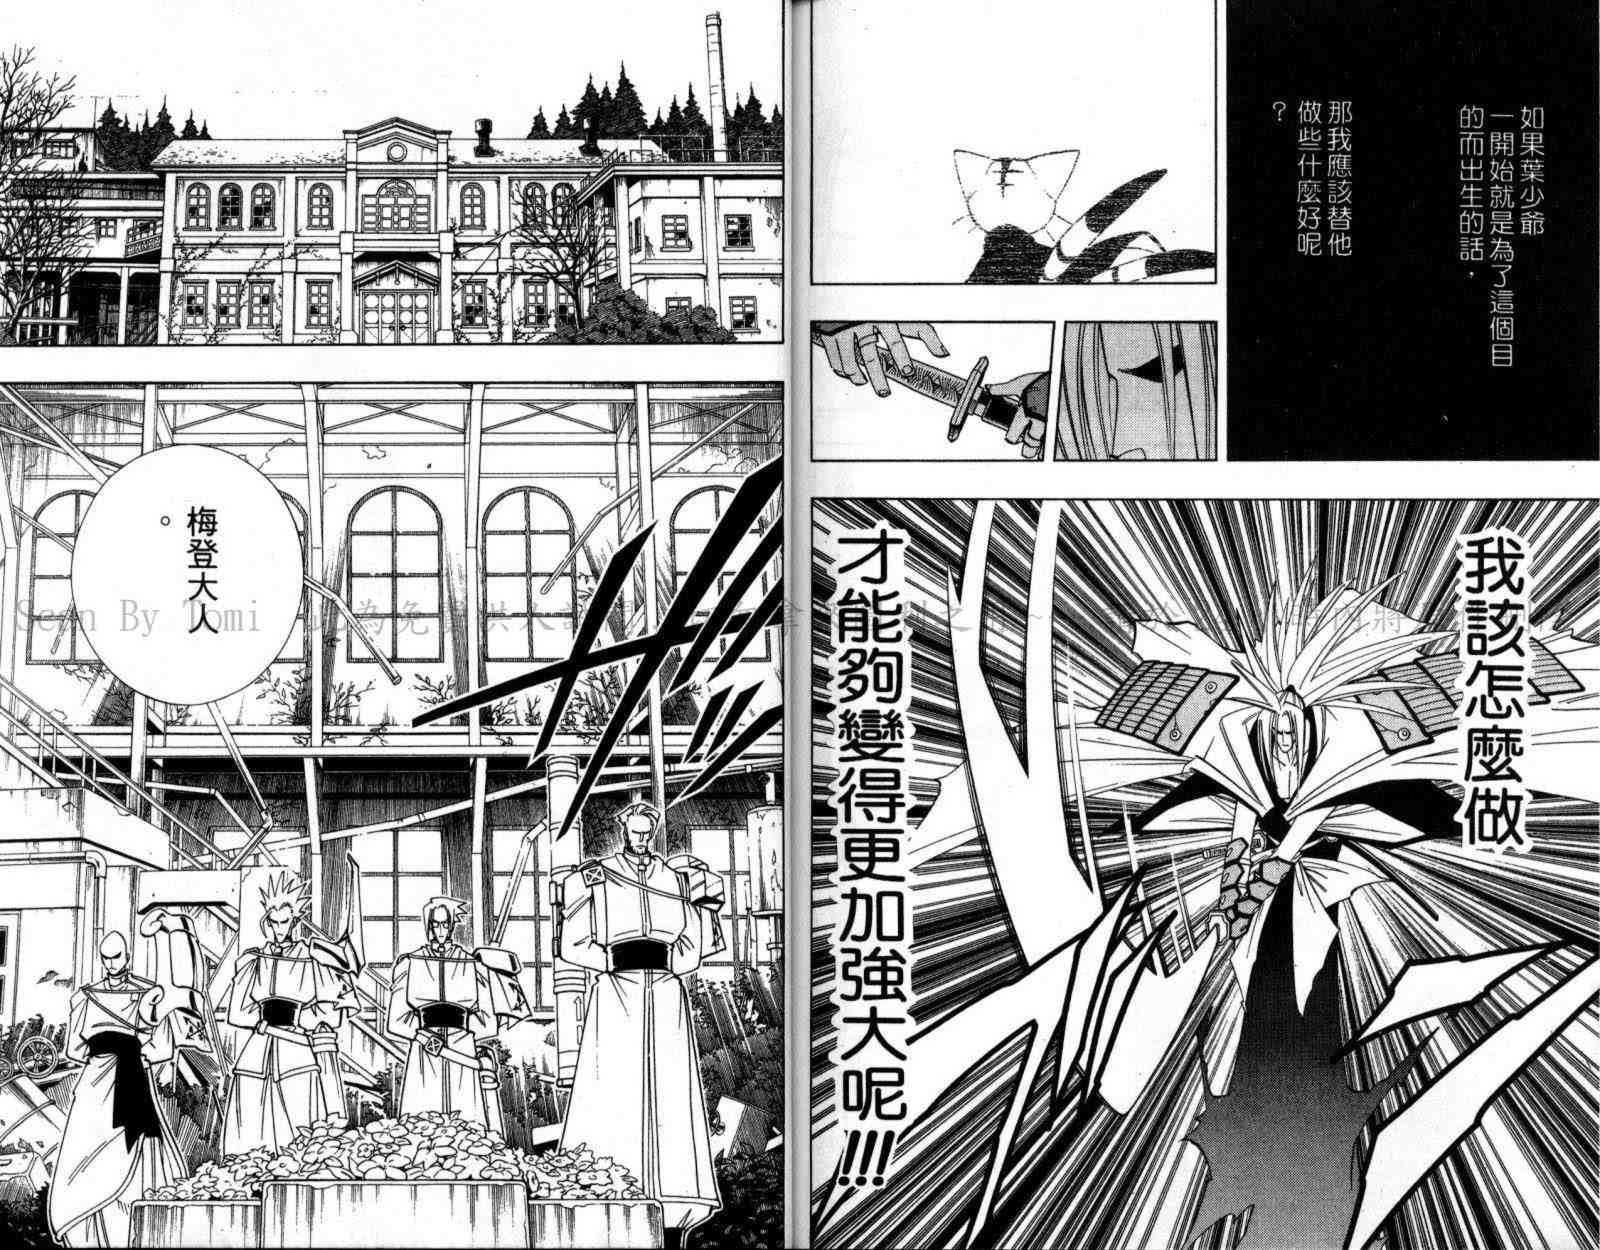 如果葉少爺
一開始就是為了這個目
的而出生的話，
那我應該替他
做些什麼好呢
？
我該怎麼做
才能夠變得更加強大呢!!!
梅登大人
。
Scan By Tomi